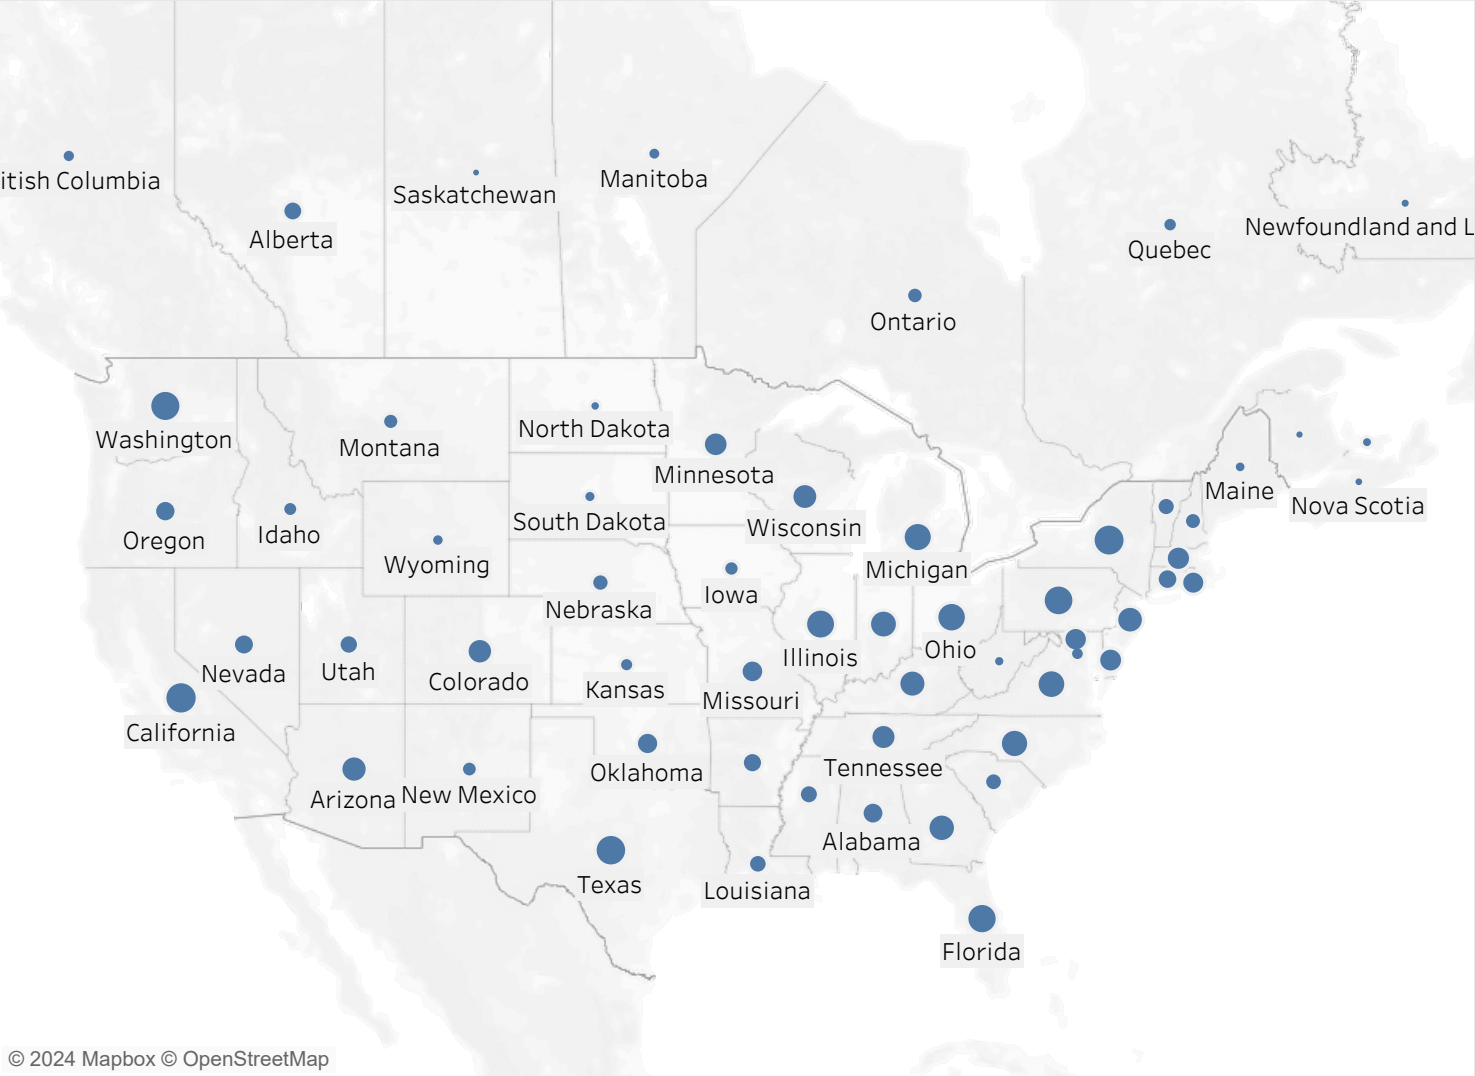 itish Columbia
Alberta
Saskatchewan
Manitoba
Ontario
Quebec
Newfoundland and L
Washington
Montana
North Dakota
Minnesota
Maine
Nova Scotia
Oregon
Idaho
Wyoming
South Dakota
Wisconsin
Michigan
Nebraska
Iowa
Illinois
Ohio
Nevada
Utah
Colorado
Kansas
Missouri
California
Arizona
New Mexico
Oklahoma
Tennessee
Texas
Louisiana
Alabama
Florida
© 2024 Mapbox © OpenStreetMap